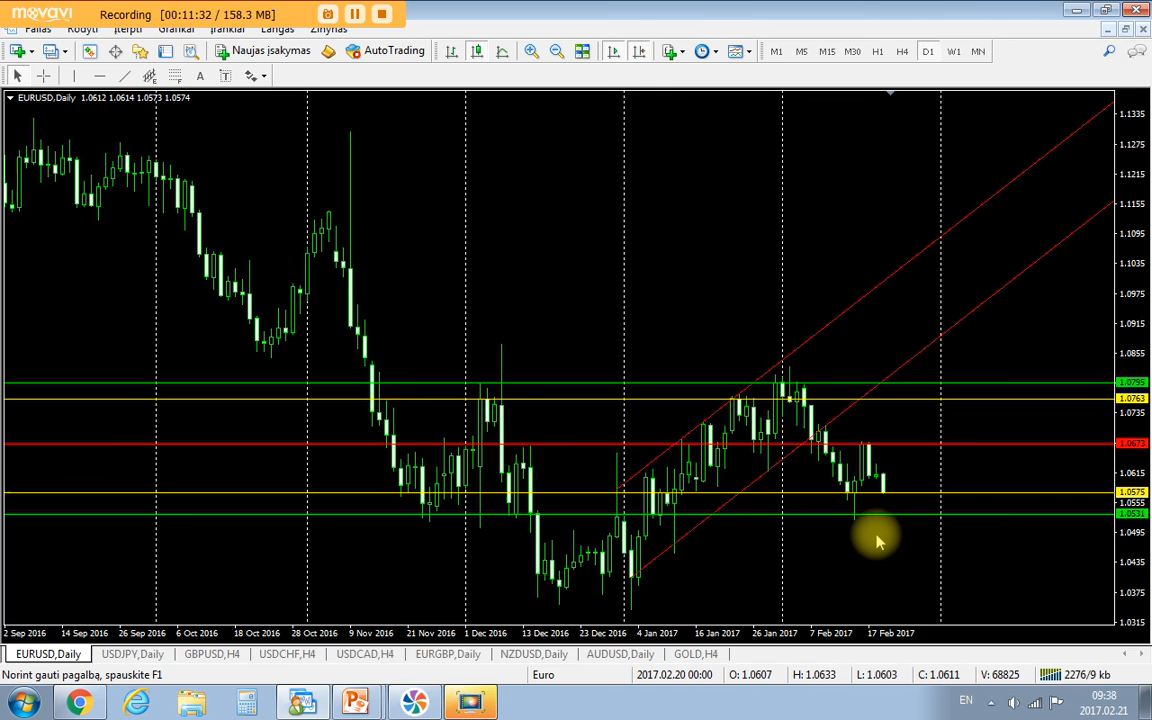 movavi Recording [00:11:32 / 158.3 MB]
Failas Rodyti Įterpti Grafikai Įrankiai Langas Žinynas
Naujas įsakymas AutoTrading M1 M5 M15 M30 H1 H4 D1 W1 MN
A T
EURUSD,Daily 1.0612 1.0614 1.0573 1.0574
1.1335
1.1275
1.1215
1.1155
1.1095
1.1035
1.0975
1.0915
1.0855
1.0795
1.0763
1.0735
1.0673
1.0615
1.0575
1.0555
1.0531
1.0495
1.0435
1.0375
1.0315
2 Sep 2016 14 Sep 2016 26 Sep 2016 6 Oct 2016 18 Oct 2016 28 Oct 2016 9 Nov 2016 21 Nov 2016 1 Dec 2016 13 Dec 2016 23 Dec 2016 4 Jan 2017 16 Jan 2017 26 Jan 2017 7 Feb 2017 17 Feb 2017
EURUSD,Daily USDJPY,Daily GBPUSD,H4 USDCHF,H4 USDCAD,H4 EURGBP,Daily NZDUSD,Daily AUDUSD,Daily GOLD,H4
Norint gauti pagalbą, spauskite F1 Euro 2017.02.20 00:00 O: 1.0607 H: 1.0633 L: 1.0603 C: 1.0611 V: 68825 2276/9 kb
EN 09:38
2017.02.21